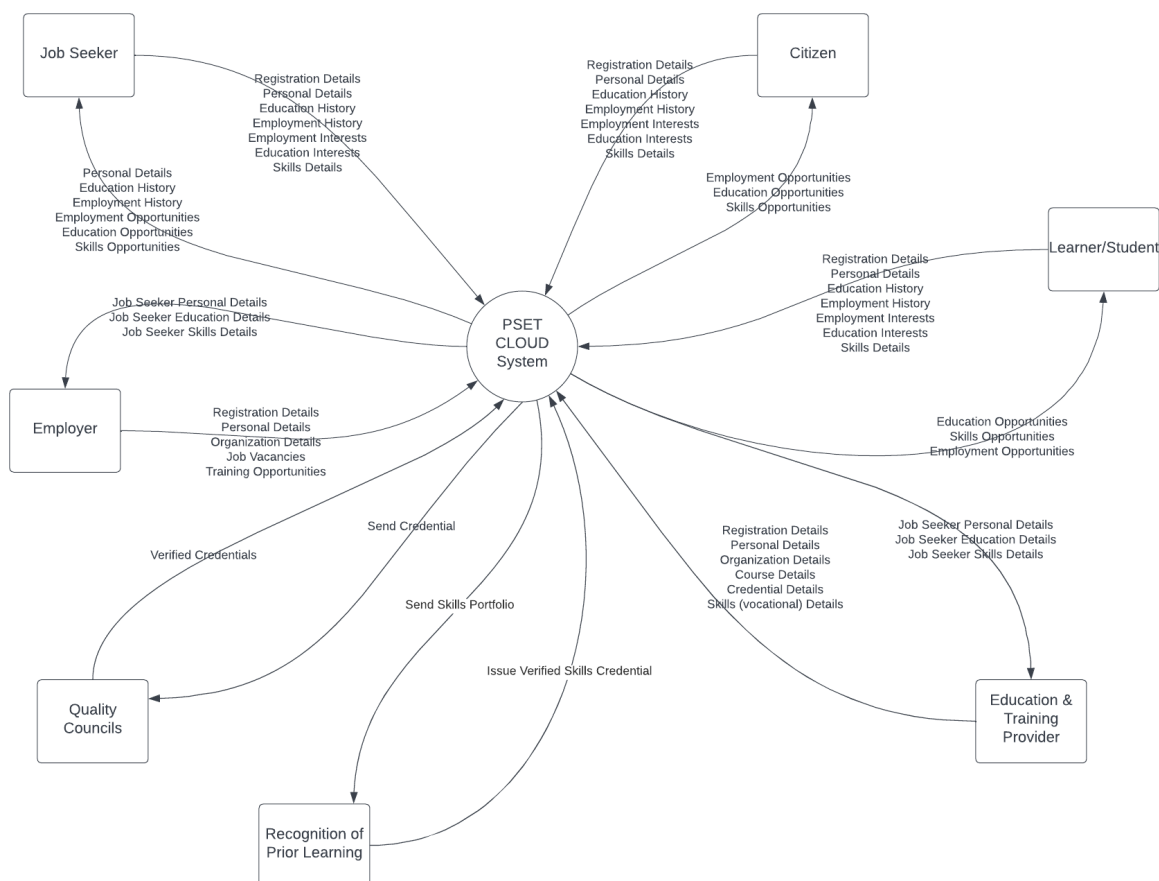 Job Seeker
Citizen
Registration Details
Personal Details
Education History
Employment History
Employment Interests
Education Interests
Skills Details
Registration Details
Personal Details
Education History
Employment History
Employment Interests
Education Interests
Skills Details
Personal Details
Education History
Employment History
Employment Opportunities
Education Opportunities
Skills Opportunities
Employment Opportunities
Education Opportunities
Skills Opportunities
Learner/Student
Registration Details
Personal Details
Education History
Employment History
Employment Interests
Education Interests
Skills Details
Job Seeker Personal Details
Job Seeker Education Details
Job Seeker Skills Details
PSET
CLOUD
System
Employer
Registration Details
Personal Details
Organization Details
Job Vacancies
Training Opportunities
Education Opportunities
Skills Opportunities
Employment Opportunities
Send Credential
Verified Credentials
Registration Details
Personal Details
Organization Details
Course Details
Credential Details
Skills (vocational) Details
Job Seeker Personal Details
Job Seeker Education Details
Job Seeker Skills Details
Send Skills Portfolio
Issue Verified Skills Credential
Quality
Councils
Education &
Training
Provider
Recognition of
Prior Learning